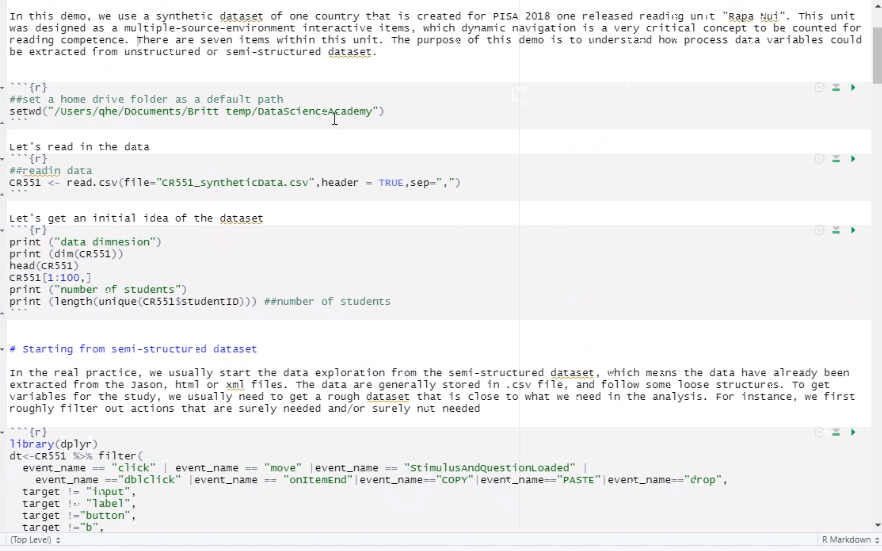 In this demo, we use a synthetic dataset of one country that is created for PISA 2018 one released reading unit "Rapa Nui". This unit
was designed as a multiple-source-environment interactive items, which dynamic navigation is a very critical concept to be counted for
reading competence. There are seven items within this unit. The purpose of this demo is to understand how process data variables could
be extracted from unstructured or semi-structured dataset.
```{r}
##set a home drive folder as a default path
setwd("/Users/qhe/Documents/Britt temp/DataScienceAcademy")
```
Let's read in the data
```{r}
##readin data
CR551 <- read.csv(file="CR551_syntheticData.csv",header = TRUE,sep=",")
```
Let's get an initial idea of the dataset
```{r}
print ("data dimnesion")
print (dim(CR551))
head(CR551)
CR551[1:100,]
print ("number of students")
print (length(unique(CR551$studentID))) ##number of students
```
# Starting from semi-structured dataset
In the real practice, we usually start the data exploration from the semi-structured dataset, which means the data have already been
extracted from the Jason, html or xml files. The data are generally stored in .csv file, and follow some loose structures. To get
variables for the study, we usually need to get a rough dataset that is close to what we need in the analysis. For instance, we first
roughly filter out actions that are surely needed and/or surely nut needed
```{r}
library(dplyr)
dt<-CR551 %>% filter(
event_name == "click" | event_name == "move" |event_name == "StimulusAndQuestionLoaded" |
event_name =="dblclick" |event_name == "onItemEnd"|event_name=="COPY"|event_name=="PASTE"|event_name=="drop",
target != "input",
target != "label",
target !="button",
target !="b",
(Top Level)
R Markdown